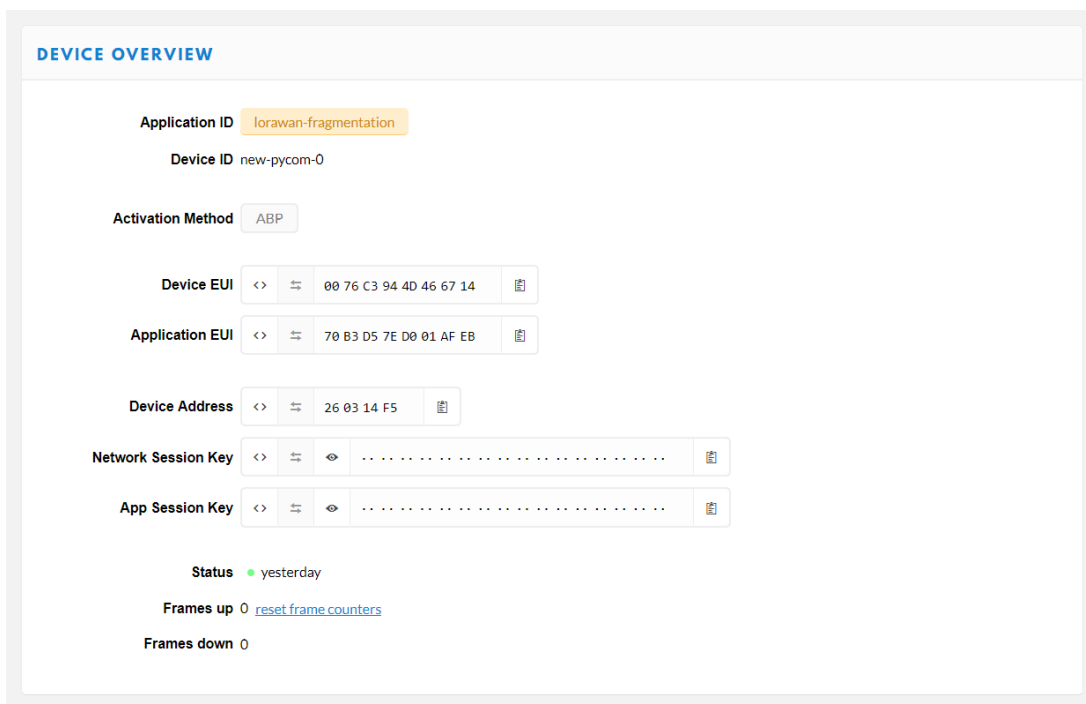 DEVICE OVERVIEW
Application ID lorawan-fragmentation
Device ID new-pycom-0
Activation Method ABP
Device EUI <> 00 76 C3 94 4D 46 67 14
Application EUI <> 70 B3 D5 7E D0 01 AF EB
Device Address <> 26 03 14 F5
Network Session Key <> .. .. .. .. .. .. .. .. .. .. .. .. .. .. .. ..
App Session Key <> .. .. .. .. .. .. .. .. .. .. .. .. .. .. .. ..
Status yesterday
Frames up 0 reset frame counters
Frames down 0